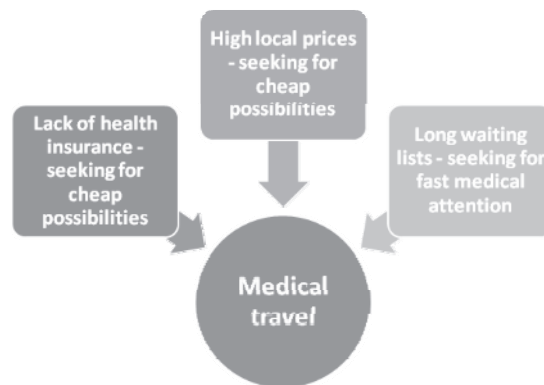 High local prices
- seeking for
cheap
possibilities
Lack of health
insurance -
seeking for
cheap
possibilities
Long waiting
lists - seeking for
fast medical
attention
Medical
travel